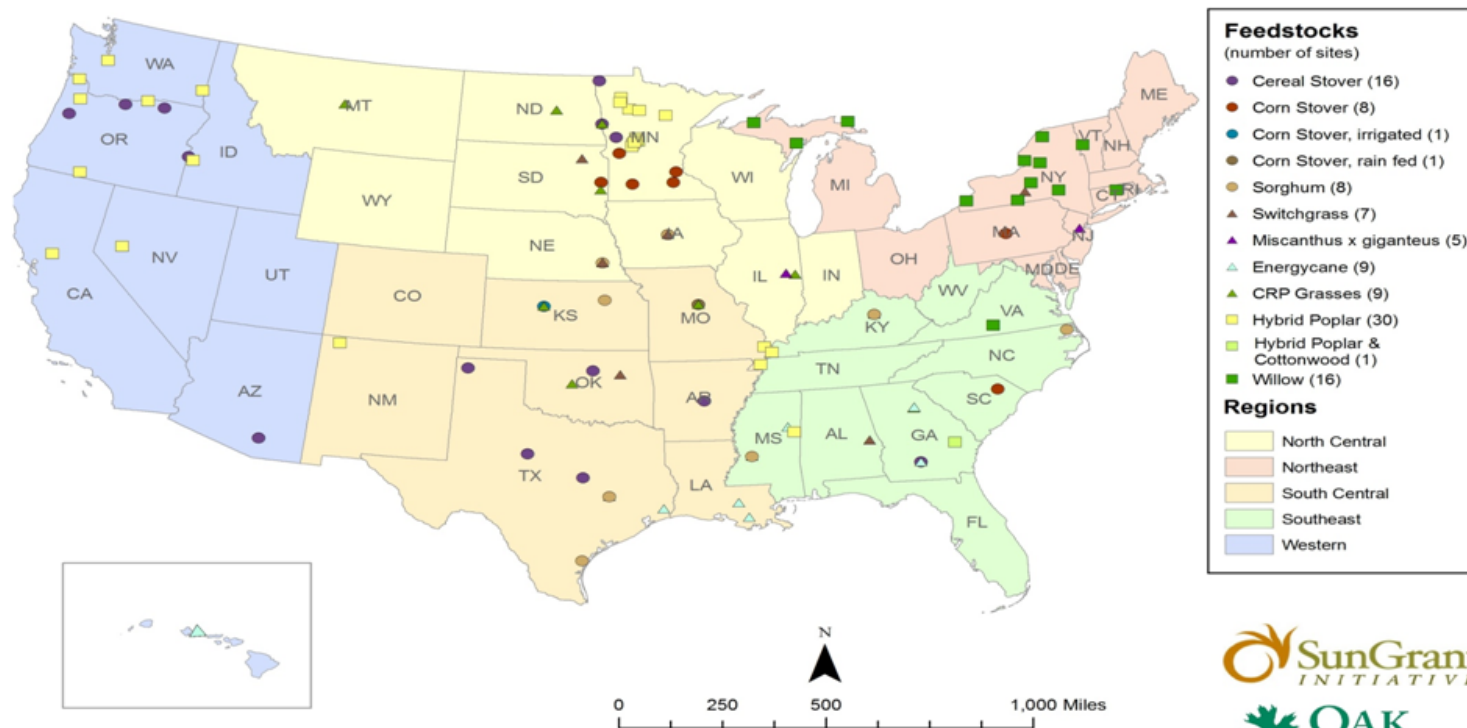 WA
MT
ND
MN
ME
VT
NH
OR
ID
SD
WI
MI
NY
CT
RI
WY
IA
NE
NV
UT
CA
CO
IL
IN
OH
NJ
MD
DE
WV
VA
KS
MO
KY
NC
TN
AZ
NM
OK
AR
SC
MS
AL
GA
TX
LA
FL
N
0 250 500 1,000 Miles
Feedstocks
(number of sites)
Cereal Stover (16)
Corn Stover (8)
Corn Stover, irrigated (1)
Corn Stover, rain fed (1)
Sorghum (8)
Switchgrass (7)
Miscanthus x giganteus (5)
Energycane (9)
CRP Grasses (9)
Hybrid Poplar (30)
Hybrid Poplar &
Cottonwood (1)
Willow (16)
Regions
North Central
Northeast
South Central
Southeast
Western
SunGran
INITIATIV
OAK